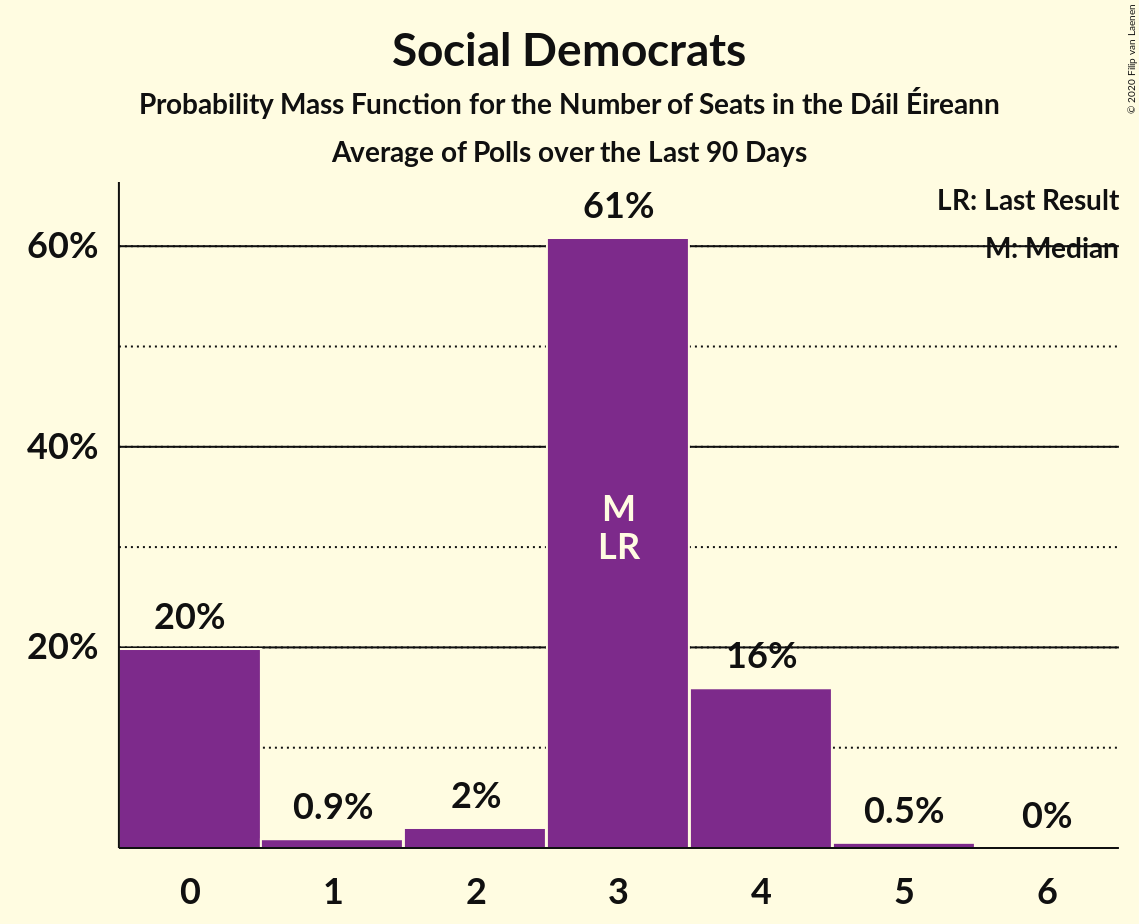 Social Democrats
Probability Mass Function for the Number of Seats in the Dáil Éireann
Average of Polls over the Last 90 Days
© 2020 Filip van Laenen
LR: Last Result
M: Median
60%
40%
20%
20%
0.9%
2%
61%
M
LR
16%
0.5%
0%
0 1 2 3 4 5 6